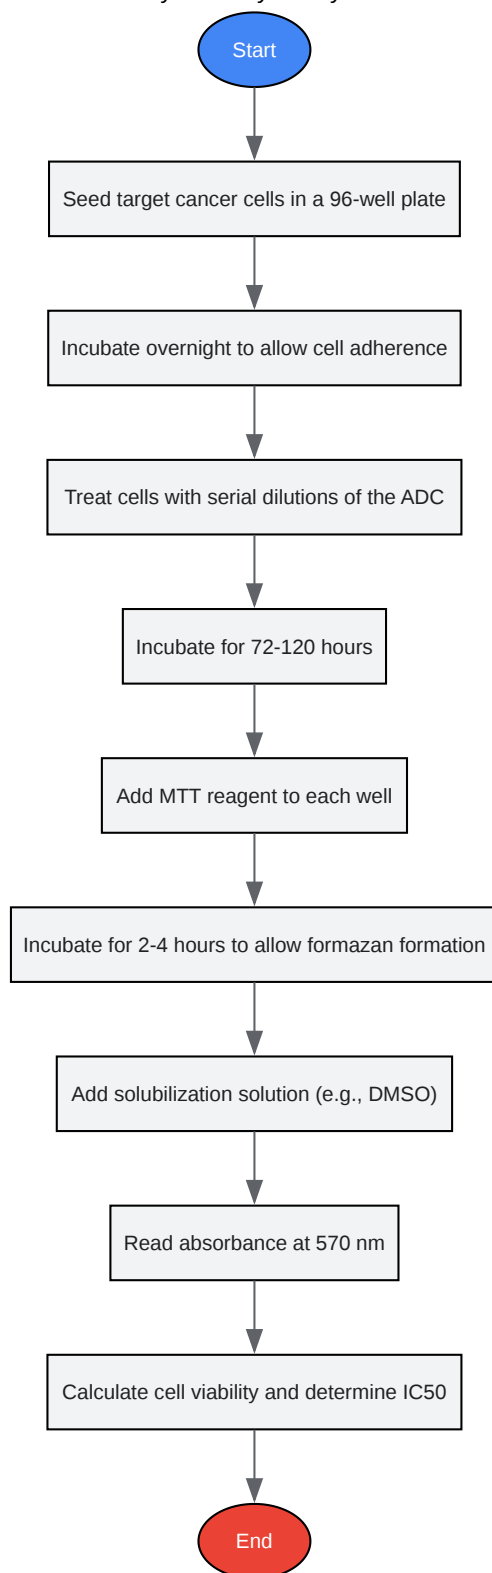 Start
Seed target cancer cells in a 96-well plate
Incubate overnight to allow cell adherence
Treat cells with serial dilutions of the ADC
Incubate for 72-120 hours
Add MTT reagent to each well
Incubate for 2-4 hours to allow formazan formation
Add solubilization solution (e.g., DMSO)
Read absorbance at 570 nm
Calculate cell viability and determine IC50
End